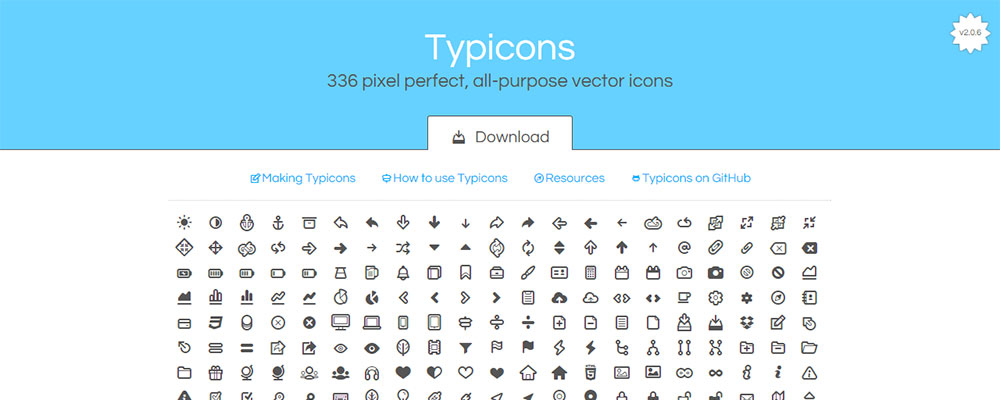 v2.0.6
Typicons
336 pixel perfect, all-purpose vector icons
Download
Making Typicons How to use Typicons Resources Typicons on GitHub